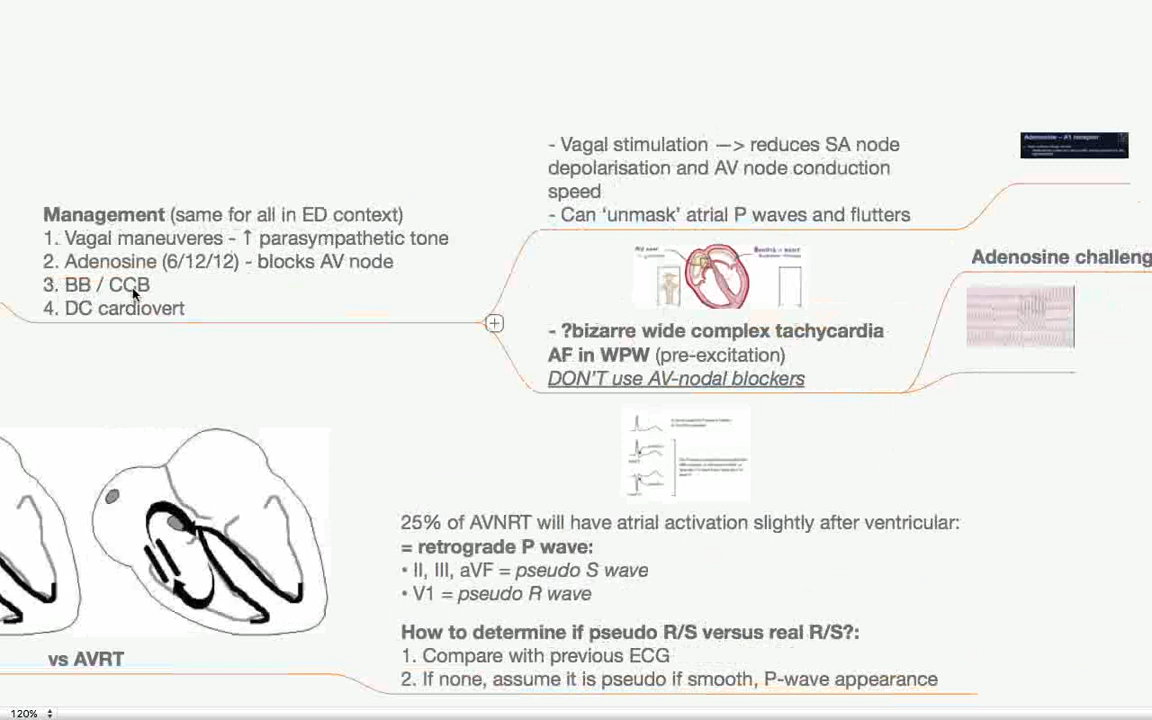 - Vagal stimulation —> reduces SA node
depolarisation and AV node conduction
speed
- Can ‘unmask’ atrial P waves and flutters
Management (same for all in ED context)
1. Vagal maneuveres - ↑ parasympathetic tone
2. Adenosine (6/12/12) - blocks AV node
3. BB / CCB
4. DC cardiovert
Adenosine challeng
- ?bizarre wide complex tachycardia
AF in WPW (pre-excitation)
DON'T use AV-nodal blockers
25% of AVNRT will have atrial activation slightly after ventricular:
= retrograde P wave:
• II, III, aVF = pseudo S wave
• V1 = pseudo R wave
How to determine if pseudo R/S versus real R/S?:
1. Compare with previous ECG
2. If none, assume it is pseudo if smooth, P-wave appearance
vs AVRT
120%